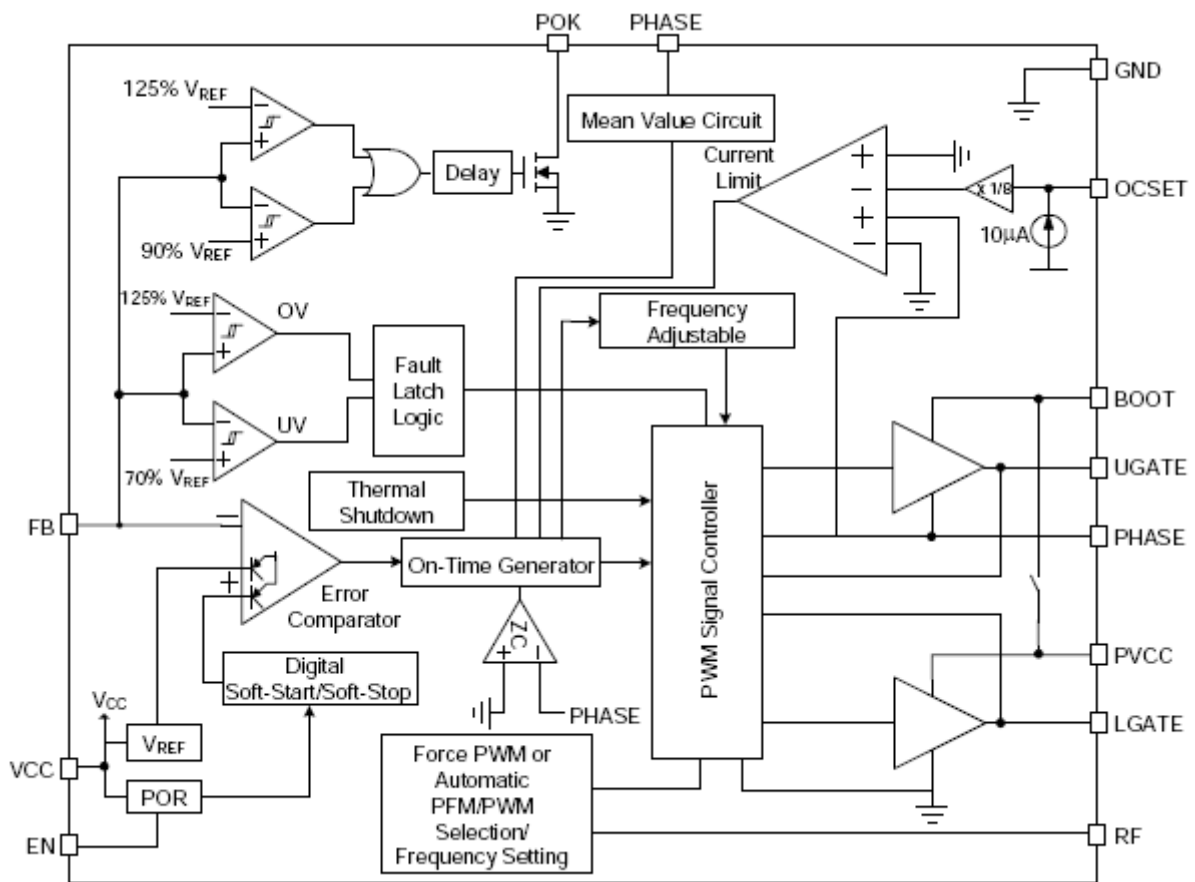 POK
PHASE
GND
125% VREF
−
+
Mean Value Circuit
Current
Limit
+
−
+
−
X 1/8
OCSET
10µA
Delay
−
+
90% VREF
125% VREF
−
+
OV
Frequency
Adjustable
Fault
Latch
Logic
BOOT
−
+
UV
70% VREF
UGATE
Thermal
Shutdown
FB
−
+
Error
Comparator
On-Time Generator
PWM Signal Controller
PHASE
ZC
+
−
PHASE
Digital
Soft-Start/Soft-Stop
PVCC
VCC
VREF
LGATE
VCC
POR
Force PWM or
Automatic
PFM/PWM
Selection/
Frequency Setting
EN
RF